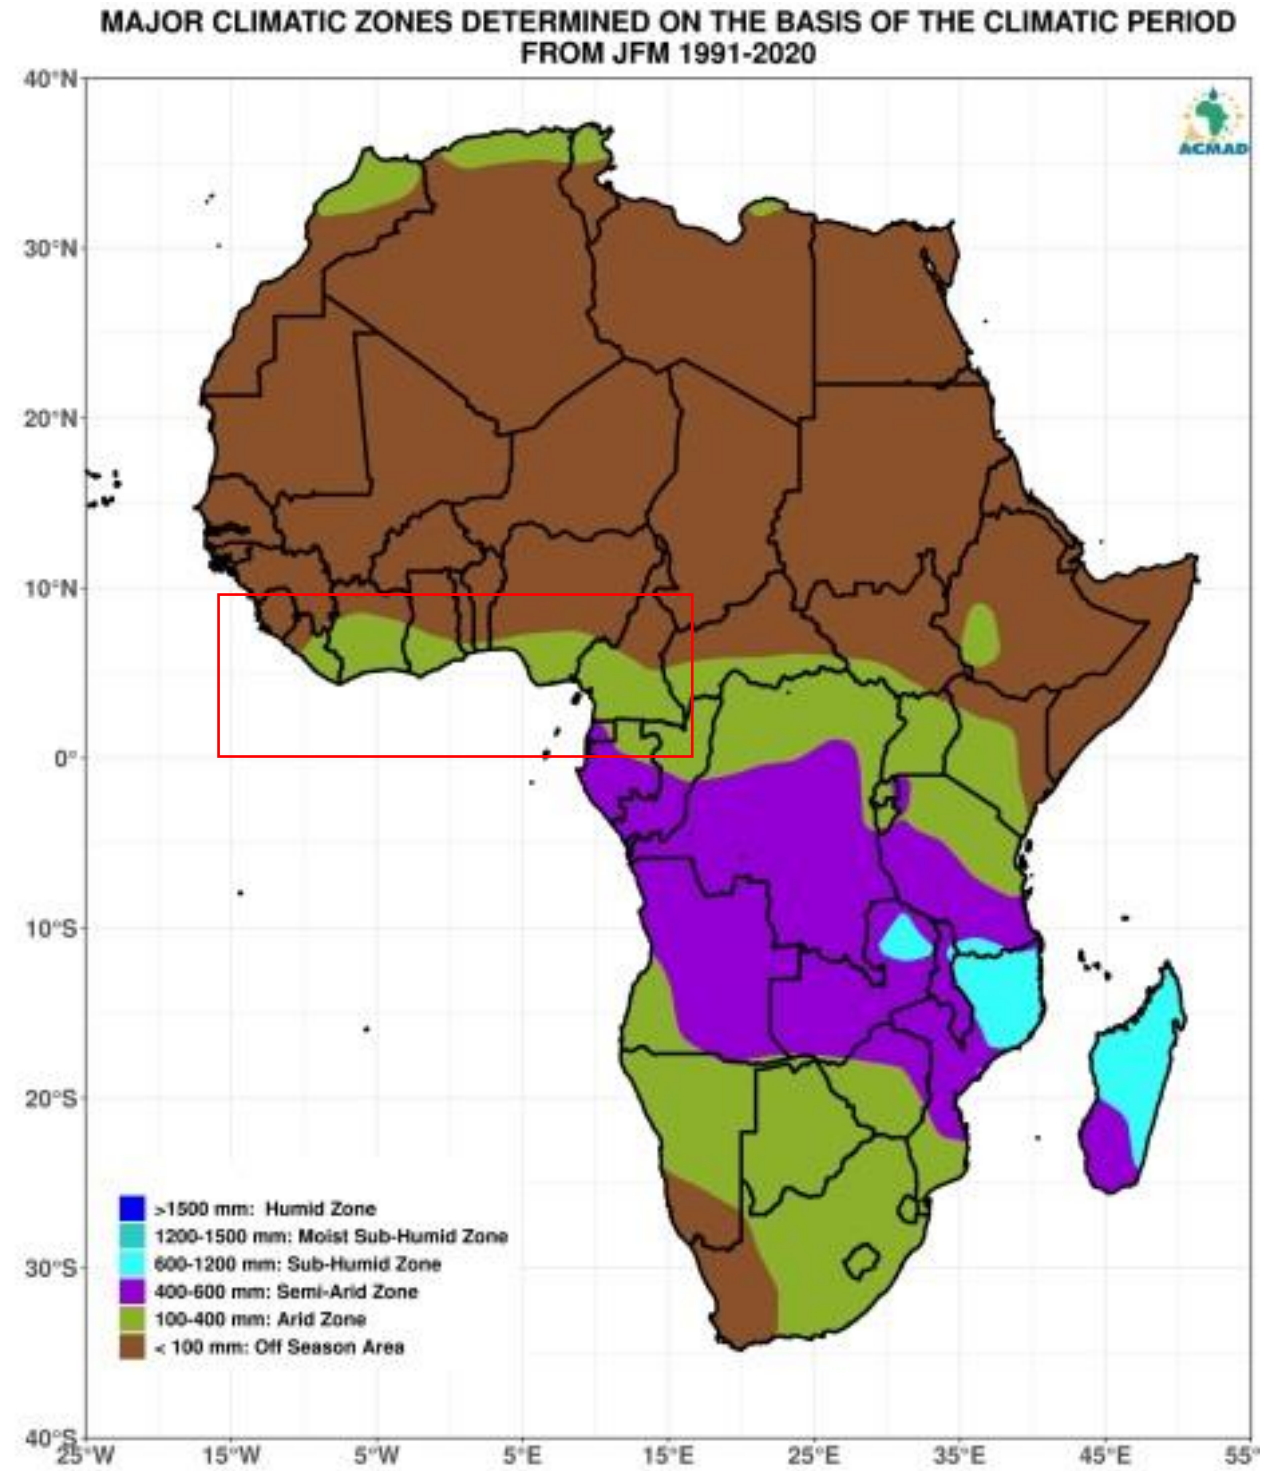 MAJOR CLIMATIC ZONES DETERMINED ON THE BASIS OF THE CLIMATIC PERIOD
FROM JFM 1991-2020
40°N
ACMAD
30°N
20°N
10°N
0°
10°S
20°S
30°S
40°S
>1500 mm: Humid Zone
1200-1500 mm: Moist Sub-Humid Zone
600-1200 mm: Sub-Humid Zone
400-600 mm: Semi-Arid Zone
100-400 mm: Arid Zone
< 100 mm: Off Season Area
25°W 15°W 5°W 5°E 15°E 25°E 35°E 45°E 55°